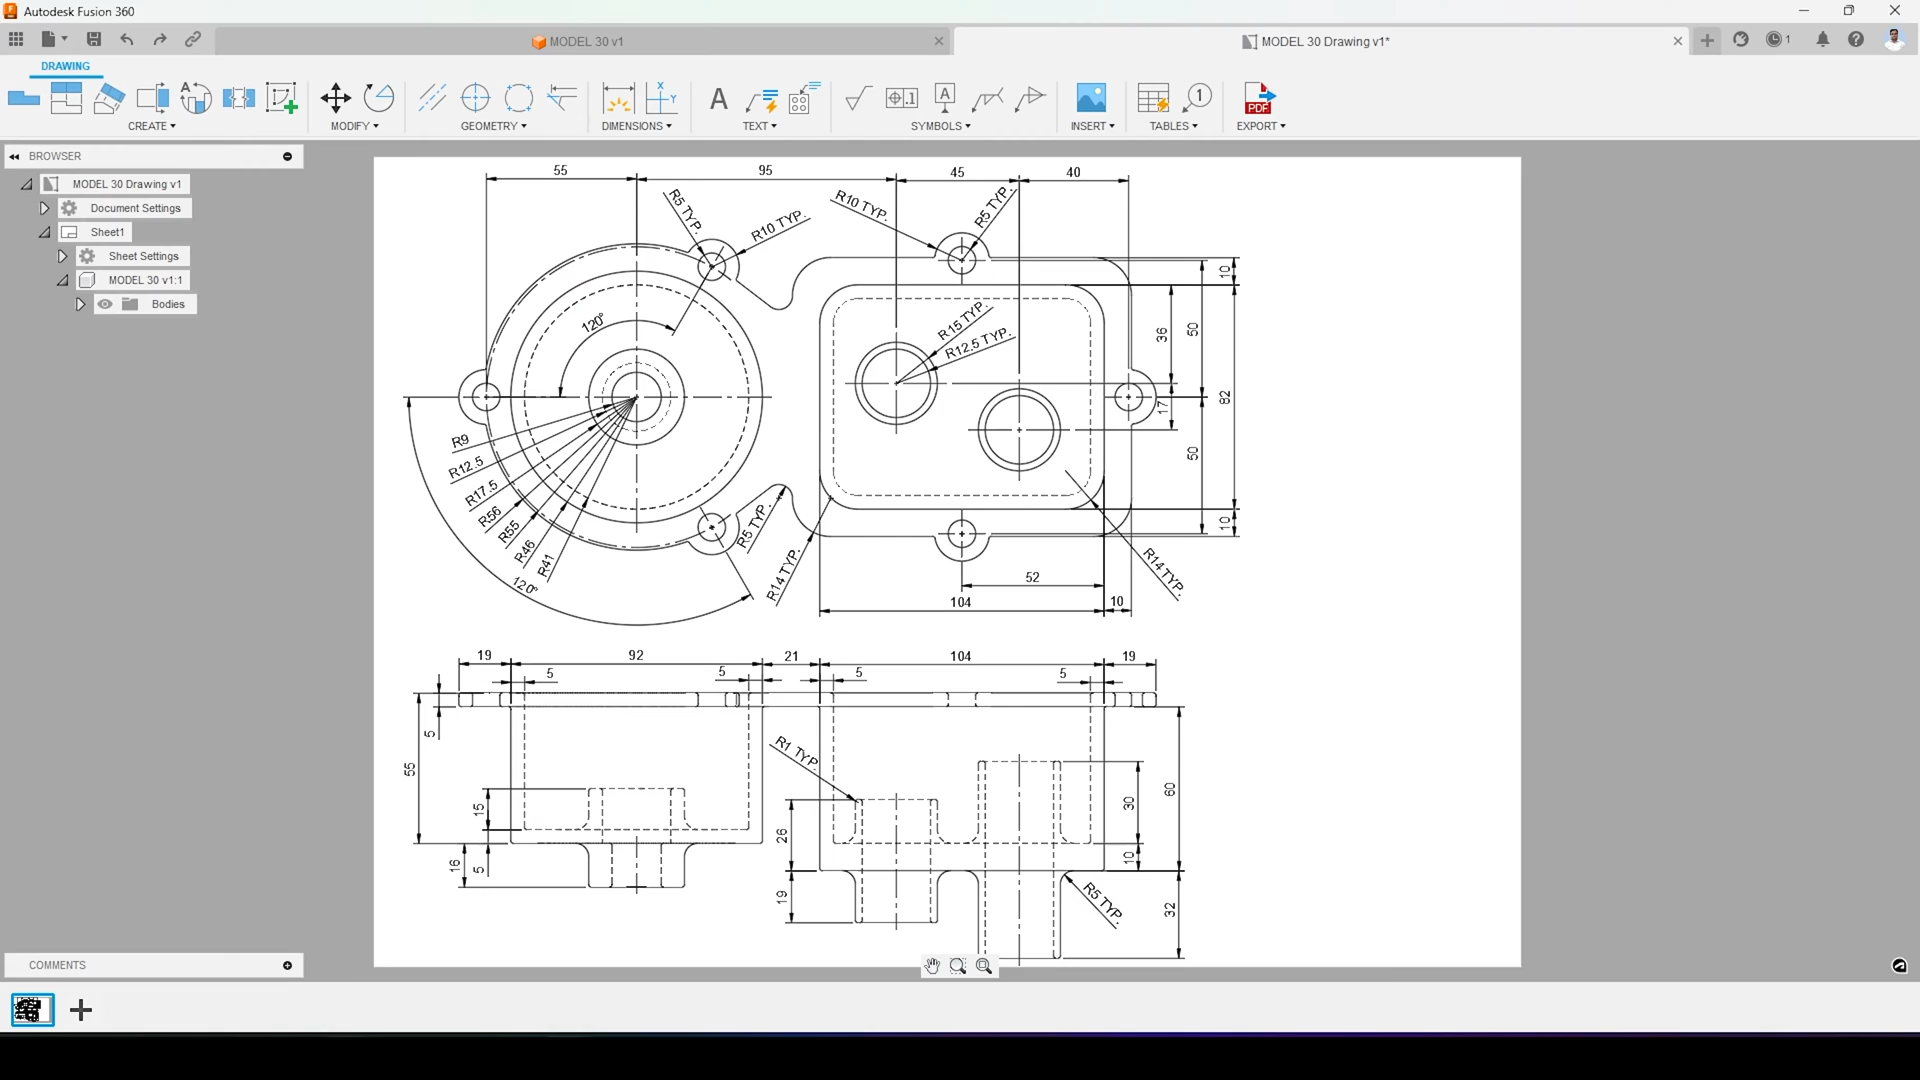 Autodesk Fusion 360
MODEL 30 v1
MODEL 30 Drawing v1*
1
DRAWING
CREATE
MODIFY
GEOMETRY
DIMENSIONS
TEXT
SYMBOLS
INSERT
TABLES
EXPORT
BROWSER
MODEL 30 Drawing v1
Document Settings
Sheet1
Sheet Settings
MODEL 30 v1:1
Bodies
55
95
45
40
R5 TYP.
R10 TYP.
R10 TYP.
R5 TYP.
10
120°
R15 TYP.
R12.5 TYP.
36
50
82
17
50
10
R9
R12.5
R17.5
R56
R55
R46
R41
120°
R5 TYP.
R14 TYP.
R14 TYP.
52
104
10
19
92
21
104
19
5
5
5
5
5
55
R1 TYP.
15
16
5
26
19
30
60
10
R5 TYP.
32
COMMENTS